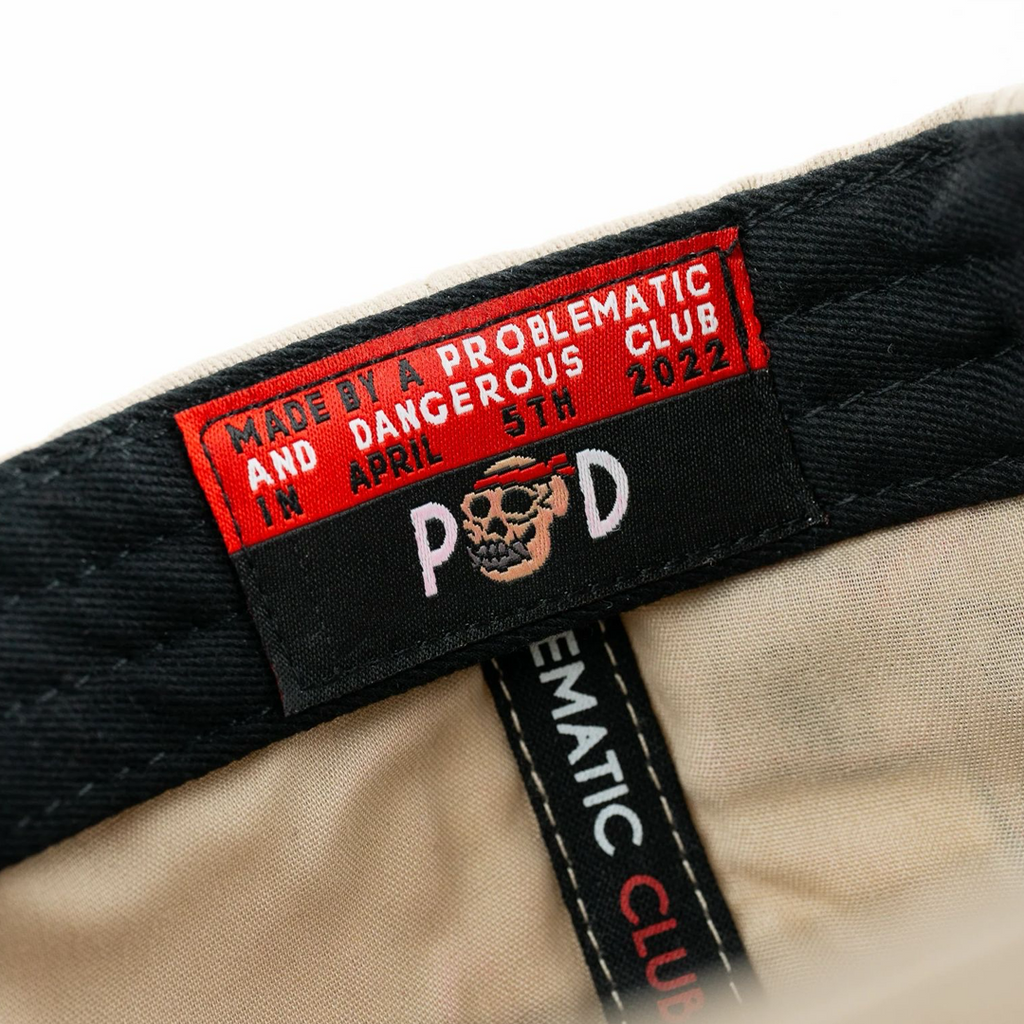 MADE BY A PROBLEMATIC
AND DANGEROUS CLUB
IN APRIL 5TH 2022
P D
EMATIC CLUB